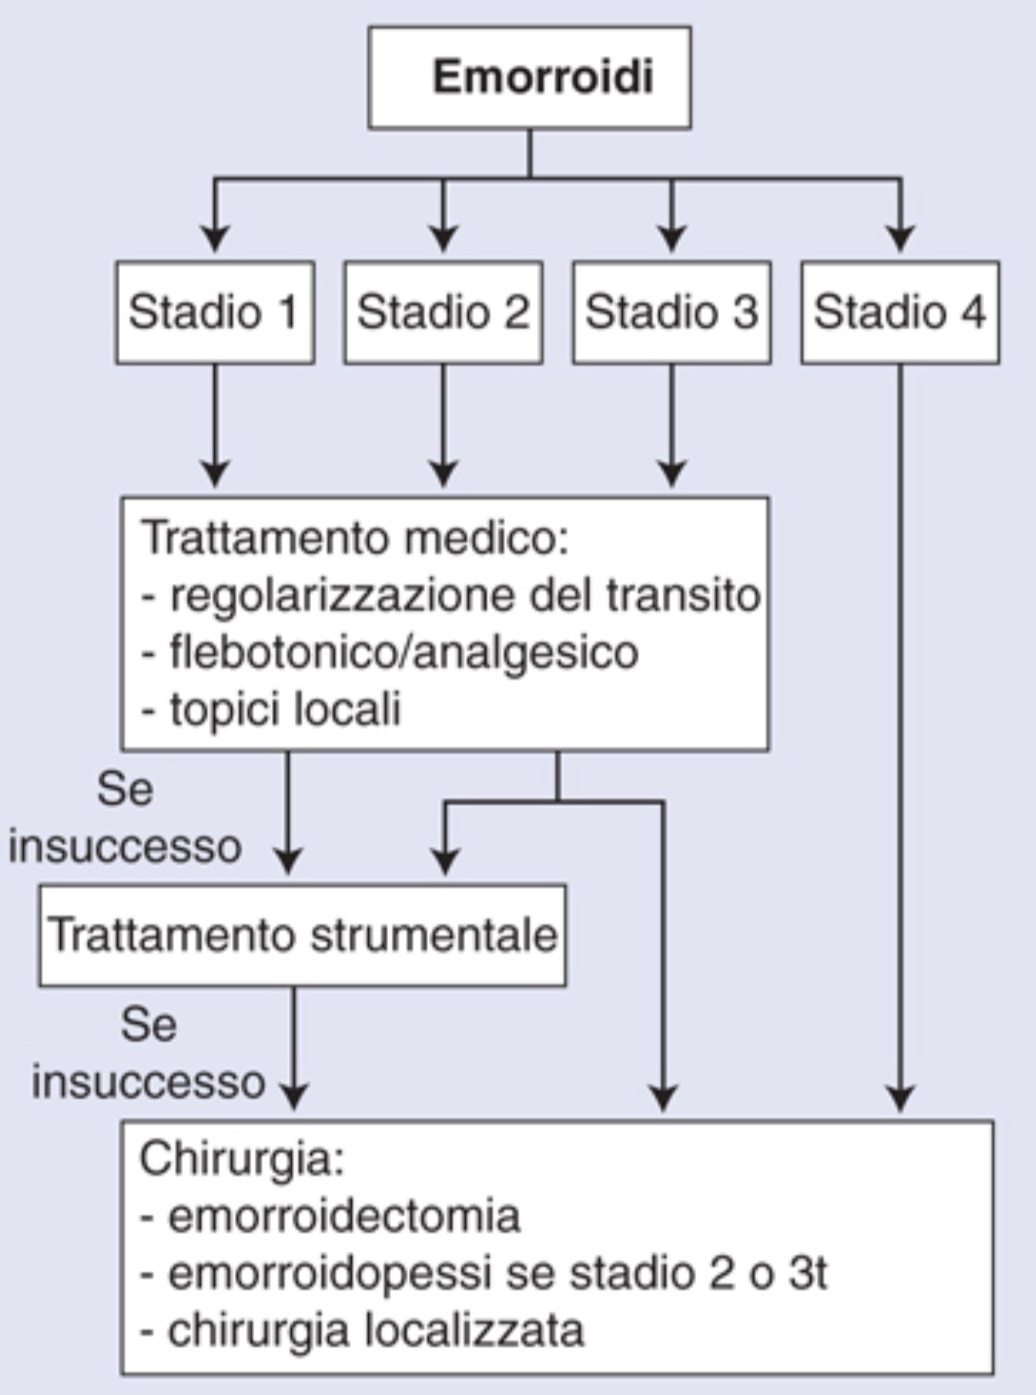 Emorroidi
Stadio 1
Stadio 2
Stadio 3
Stadio 4
Trattamento medico:
- regolarizzazione del transito
- flebotonico/analgesico
- topici locali
Se
insuccesso
Trattamento strumentale
Se
insuccesso
Chirurgia:
- emorroidectomia
- emorroidopessi se stadio 2 o 3t
- chirurgia localizzata